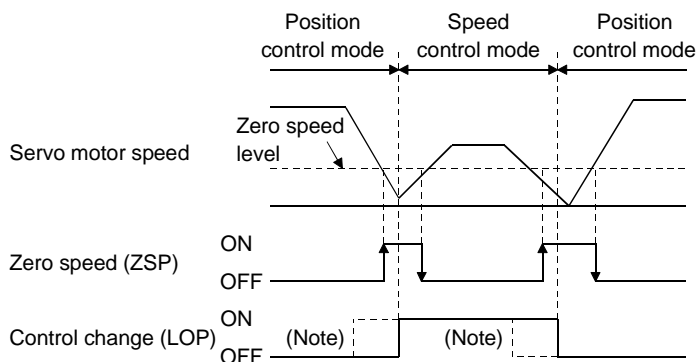 Position
control mode
Speed
control mode
Position
control mode
Servo motor speed
Zero speed
level
Zero speed (ZSP)
ON
OFF
Control change (LOP)
ON
OFF
(Note)
(Note)